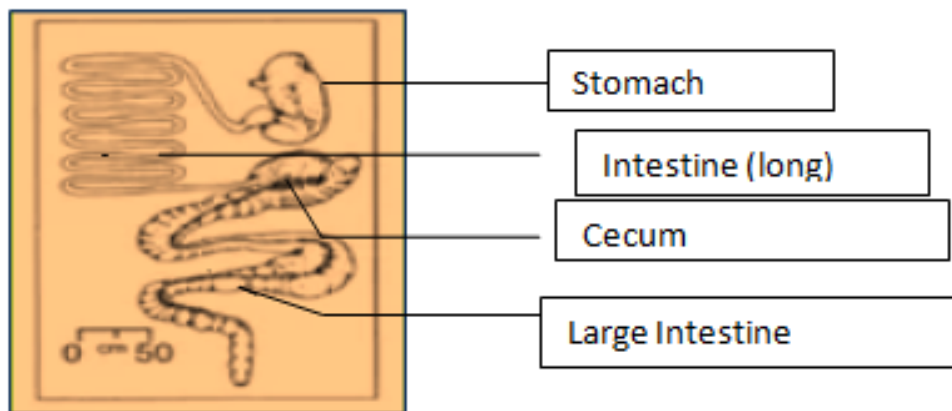 Stomach
Intestine (long)
Cecum
Large Intestine
0 cm 50